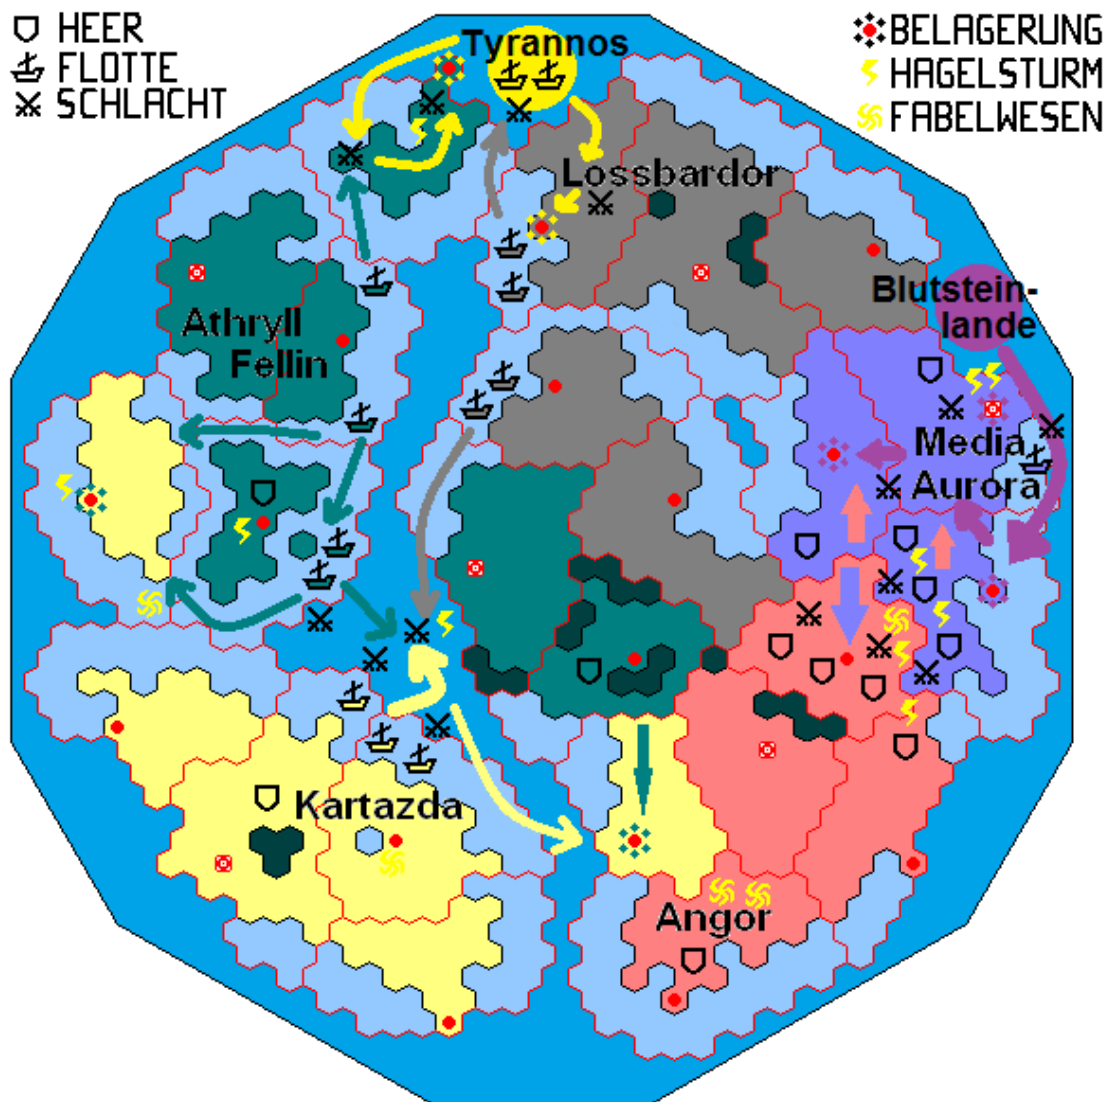 HEER
FLOTTE
SCHLACHT
BELAGERUNG
HAGELSTURM
FABELWESEN
Tyrannos
Lossbardor
Blutstein-
lande
Athryll
Fellin
Media
Aurora
Kartazda
Angor